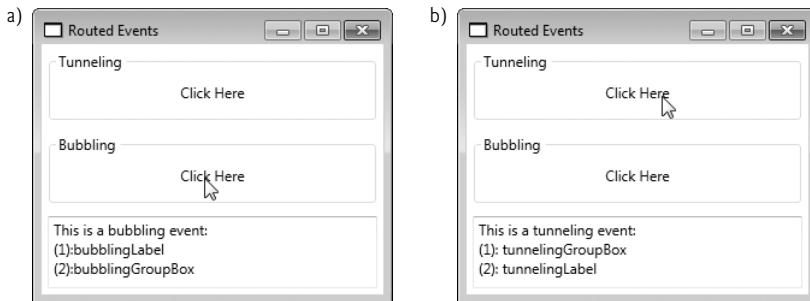 a)
Routed Events
Tunneling
Click Here
Bubbling
Click Here
This is a bubbling event:
(1):bubblingLabel
(2):bubblingGroupBox
b)
Routed Events
Tunneling
Click Here
Bubbling
Click Here
This is a tunneling event:
(1): tunnelingGroupBox
(2): tunnelingLabel